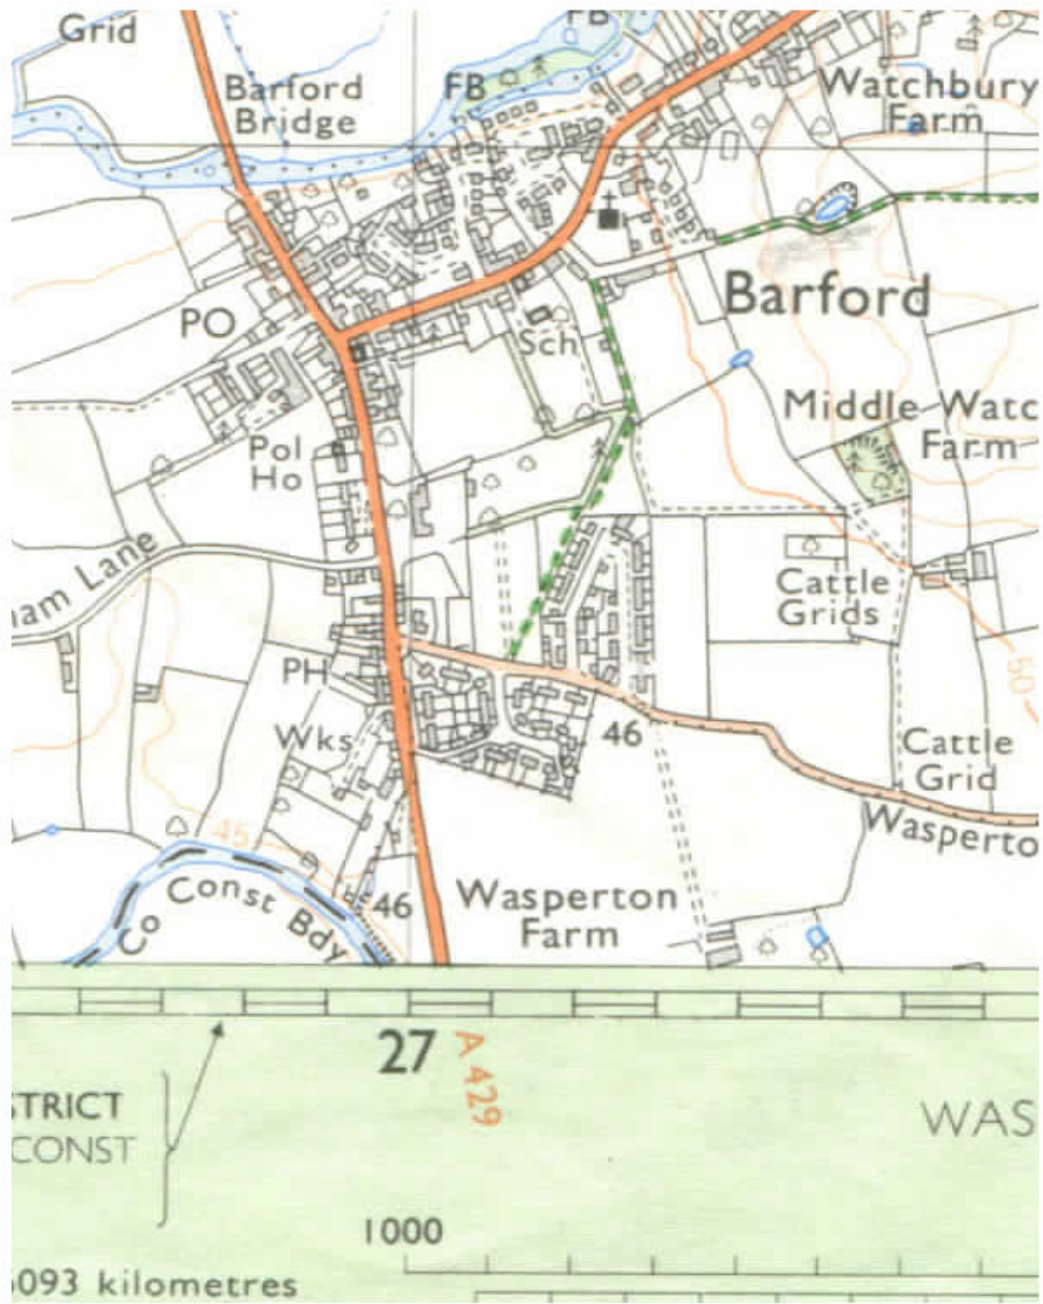 Grid
FB
Barford
Bridge
FB
Watchbury
Farm
PO
Barford
Sch
Middle Watc
Farm
Pol
Ho
ham Lane
Cattle
Grids
PH
50
Wks
46
Cattle
Grid
45
Wasperto
Co Const Bdy
46
Wasperton
Farm
27
A 429
STRICT
CONST
WAS
1000
6093 kilometres